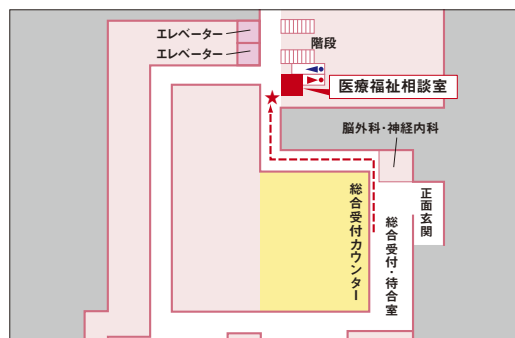 エレベーター
エレベーター
階段
医療福祉相談室
脳外科・神経内科
正面玄関
総合受付カウンター
総合受付・待合室